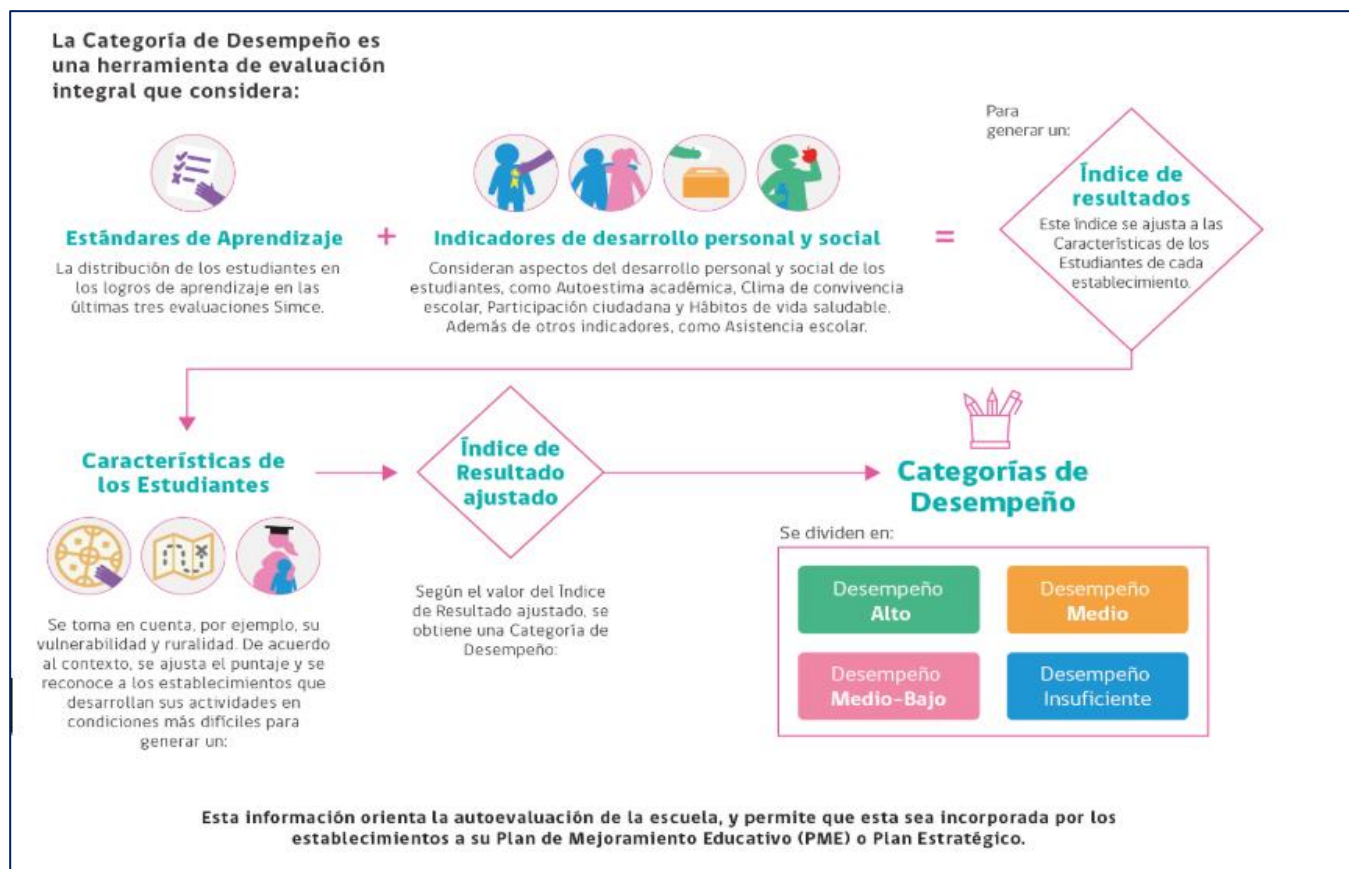 La Categoría de Desempeño es
una herramienta de evaluación
integral que considera:
Estándares de Aprendizaje
La distribución de los estudiantes en
los logros de aprendizaje en las
últimas tres evaluaciones Simce.
+
Indicadores de desarrollo personal y social
Consideran aspectos del desarrollo personal y social de los
estudiantes, como Autoestima académica, Clima de convivencia
escolar, Participación ciudadana y Hábitos de vida saludable.
Además de otros indicadores, como Asistencia escolar.
=
Para
generar un:
Índice de
resultados
Este índice se ajusta a las
Características de los
Estudiantes de cada
establecimiento.
Características de
los Estudiantes
Se toma en cuenta, por ejemplo, su
vulnerabilidad y ruralidad. De acuerdo
al contexto, se ajusta el puntaje y se
reconoce a los establecimientos que
desarrollan sus actividades en
condiciones más difíciles para
generar un:
Índice de
Resultado
ajustado
Según el valor del Índice
de Resultado ajustado, se
obtiene una Categoría de
Desempeño:
Categorías de
Desempeño
Se dividen en:
Desempeño
Alto
Desempeño
Medio
Desempeño
Medio-Bajo
Desempeño
Insuficiente
Esta información orienta la autoevaluación de la escuela, y permite que esta sea incorporada por los
establecimientos a su Plan de Mejoramiento Educativo (PME) o Plan Estratégico.